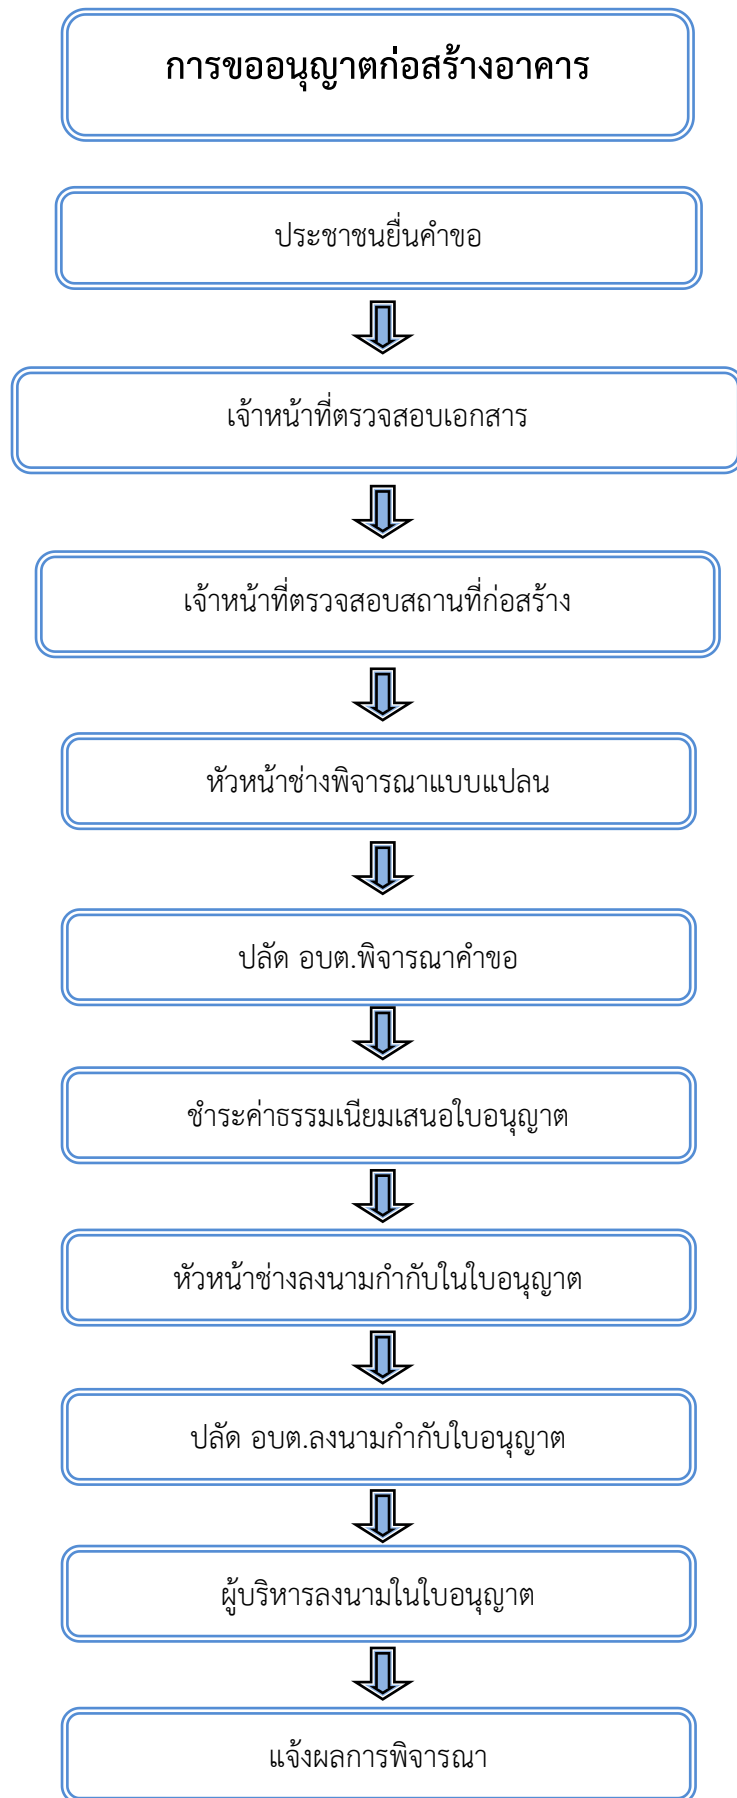 การขออนุญาตก่อสร้างอาคาร
ประชาชนยื่นคำขอ
เจ้าหน้าที่ตรวจสอบเอกสาร
เจ้าหน้าที่ตรวจสอบสถานที่ก่อสร้าง
หัวหน้าช่างพิจารณาแบบแปลน
ปลัด อบต.พิจารณาคำขอ
ชำระค่าธรรมเนียมเสนอใบอนุญาต
หัวหน้าช่างลงนามกำกับในใบอนุญาต
ปลัด อบต.ลงนามกำกับใบอนุญาต
ผู้บริหารลงนามในใบอนุญาต
แจ้งผลการพิจารณา